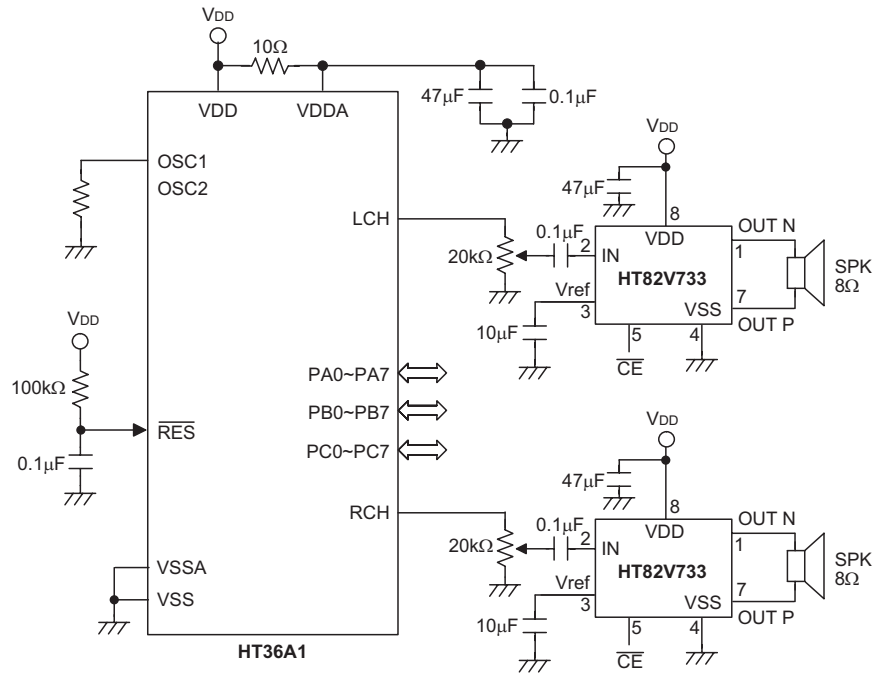 VDD
10Ω
VDD
VDDA
47μF
0.1μF
OSC1
OSC2
LCH
20kΩ
0.1μF
2
IN
Vref
3
10μF
VDD
47μF
8
VDD
HT82V733
VSS
5
CE
4
OUT N
1
7
OUT P
SPK
8Ω
VDD
100kΩ
RES
0.1μF
PA0~PA7
PB0~PB7
PC0~PC7
RCH
20kΩ
0.1μF
2
IN
Vref
3
10μF
VDD
47μF
8
VDD
HT82V733
VSS
5
CE
4
OUT N
1
7
OUT P
SPK
8Ω
VSSA
VSS
HT36A1